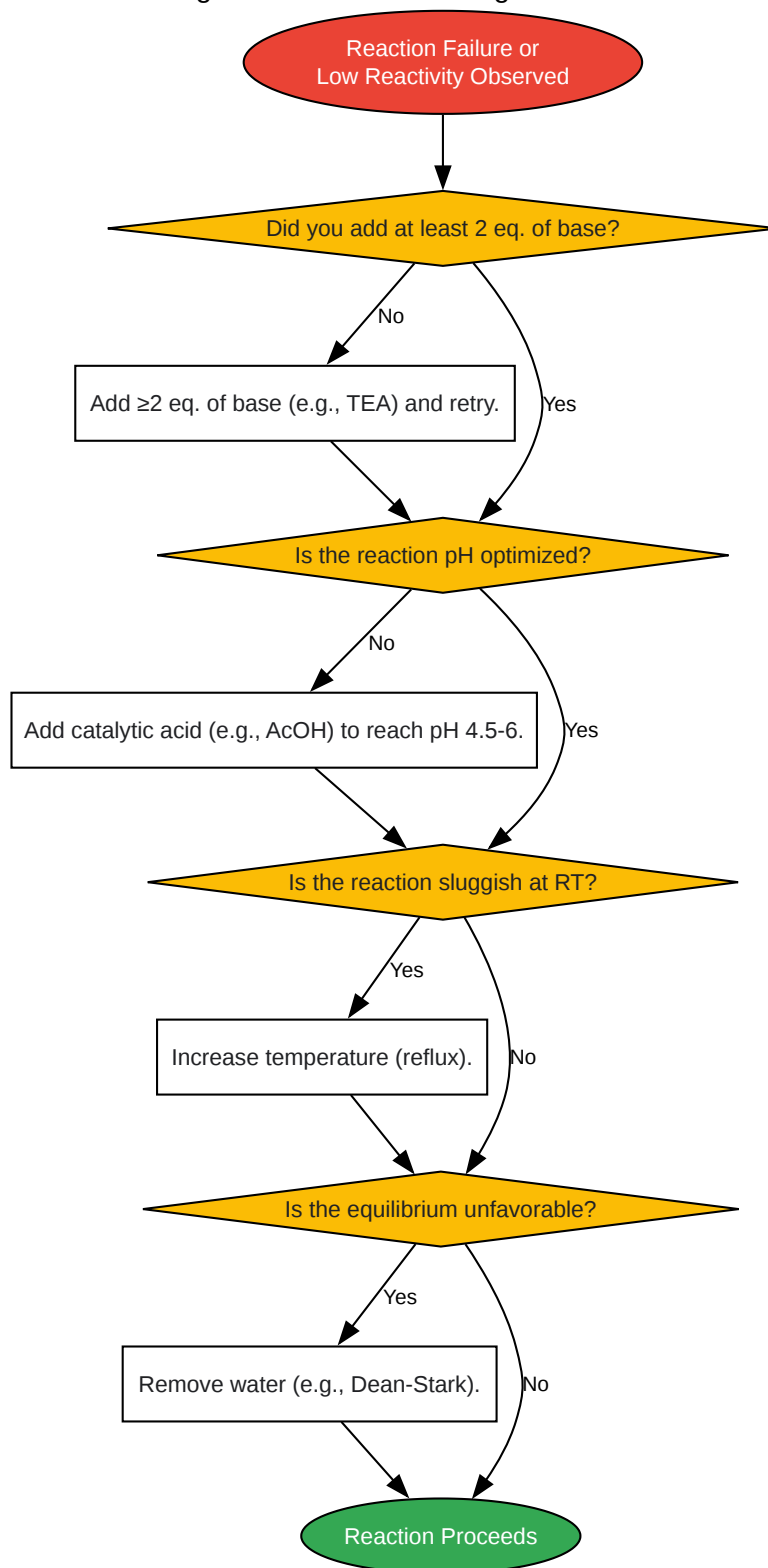 Reaction Failure or
Low Reactivity Observed
Did you add at least 2 eq. of base?
No
Yes
Add ≥2 eq. of base (e.g., TEA) and retry.
Is the reaction pH optimized?
No
Yes
Add catalytic acid (e.g., AcOH) to reach pH 4.5-6.
Is the reaction sluggish at RT?
Yes
No
Increase temperature (reflux).
Is the equilibrium unfavorable?
Yes
No
Remove water (e.g., Dean-Stark).
Reaction Proceeds